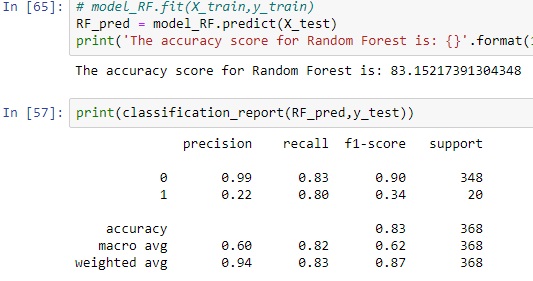 In [65]: # model_RF.fit(X_train,y_train)
RF_pred = model_RF.predict(X_test)
print('The accuracy score for Random Forest is: {}'.format(
The accuracy score for Random Forest is: 83.15217391304348
In [57]: print(classification_report(RF_pred,y_test))
precision recall f1-score support
0 0.99 0.83 0.90 348
1 0.22 0.80 0.34 20
accuracy 0.83 368
macro avg 0.60 0.82 0.62 368
weighted avg 0.94 0.83 0.87 368